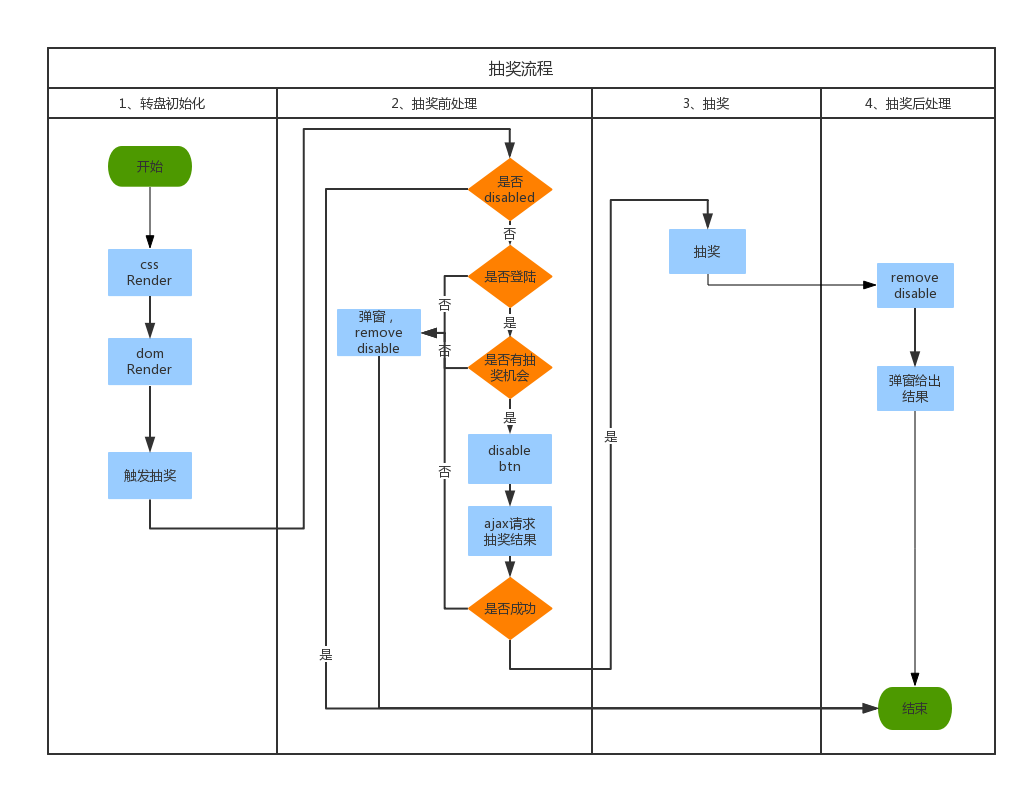 抽奖流程
1、转盘初始化
2、抽奖前处理
3、抽奖
4、抽奖后处理
开始
css
Render
dom
Render
触发抽奖
是否
disabled
否
是否登陆
否
是
弹窗，
remove
disable
否
是否有抽
奖机会
是
disable
btn
否
ajax请求
抽奖结果
是否成功
是
是
抽奖
remove
disable
弹窗给出
结果
结束